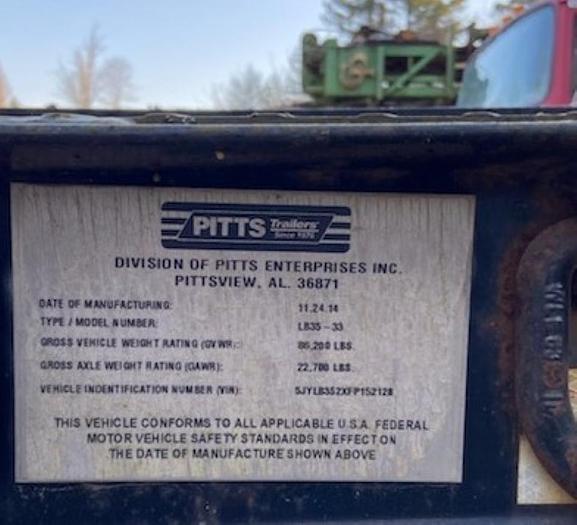 PITTS Trailers
Since 1976
DIVISION OF PITTS ENTERPRISES INC.
PITTSVIEW, AL. 36871
DATE OF MANUFACTURING: 11.24.14
TYPE / MODEL NUMBER: LB35 - 33
GROSS VEHICLE WEIGHT RATING (GVWR): 86,200 LBS.
GROSS AXLE WEIGHT RATING (GAWR): 22,700 LBS.
VEHICLE INDENTIFICATION NUMBER (VIN): 5JYLB352XFP152128
THIS VEHICLE CONFORMS TO ALL APPLICABLE U.S.A. FEDERAL
MOTOR VEHICLE SAFETY STANDARDS IN EFFECT ON
THE DATE OF MANUFACTURE SHOWN ABOVE